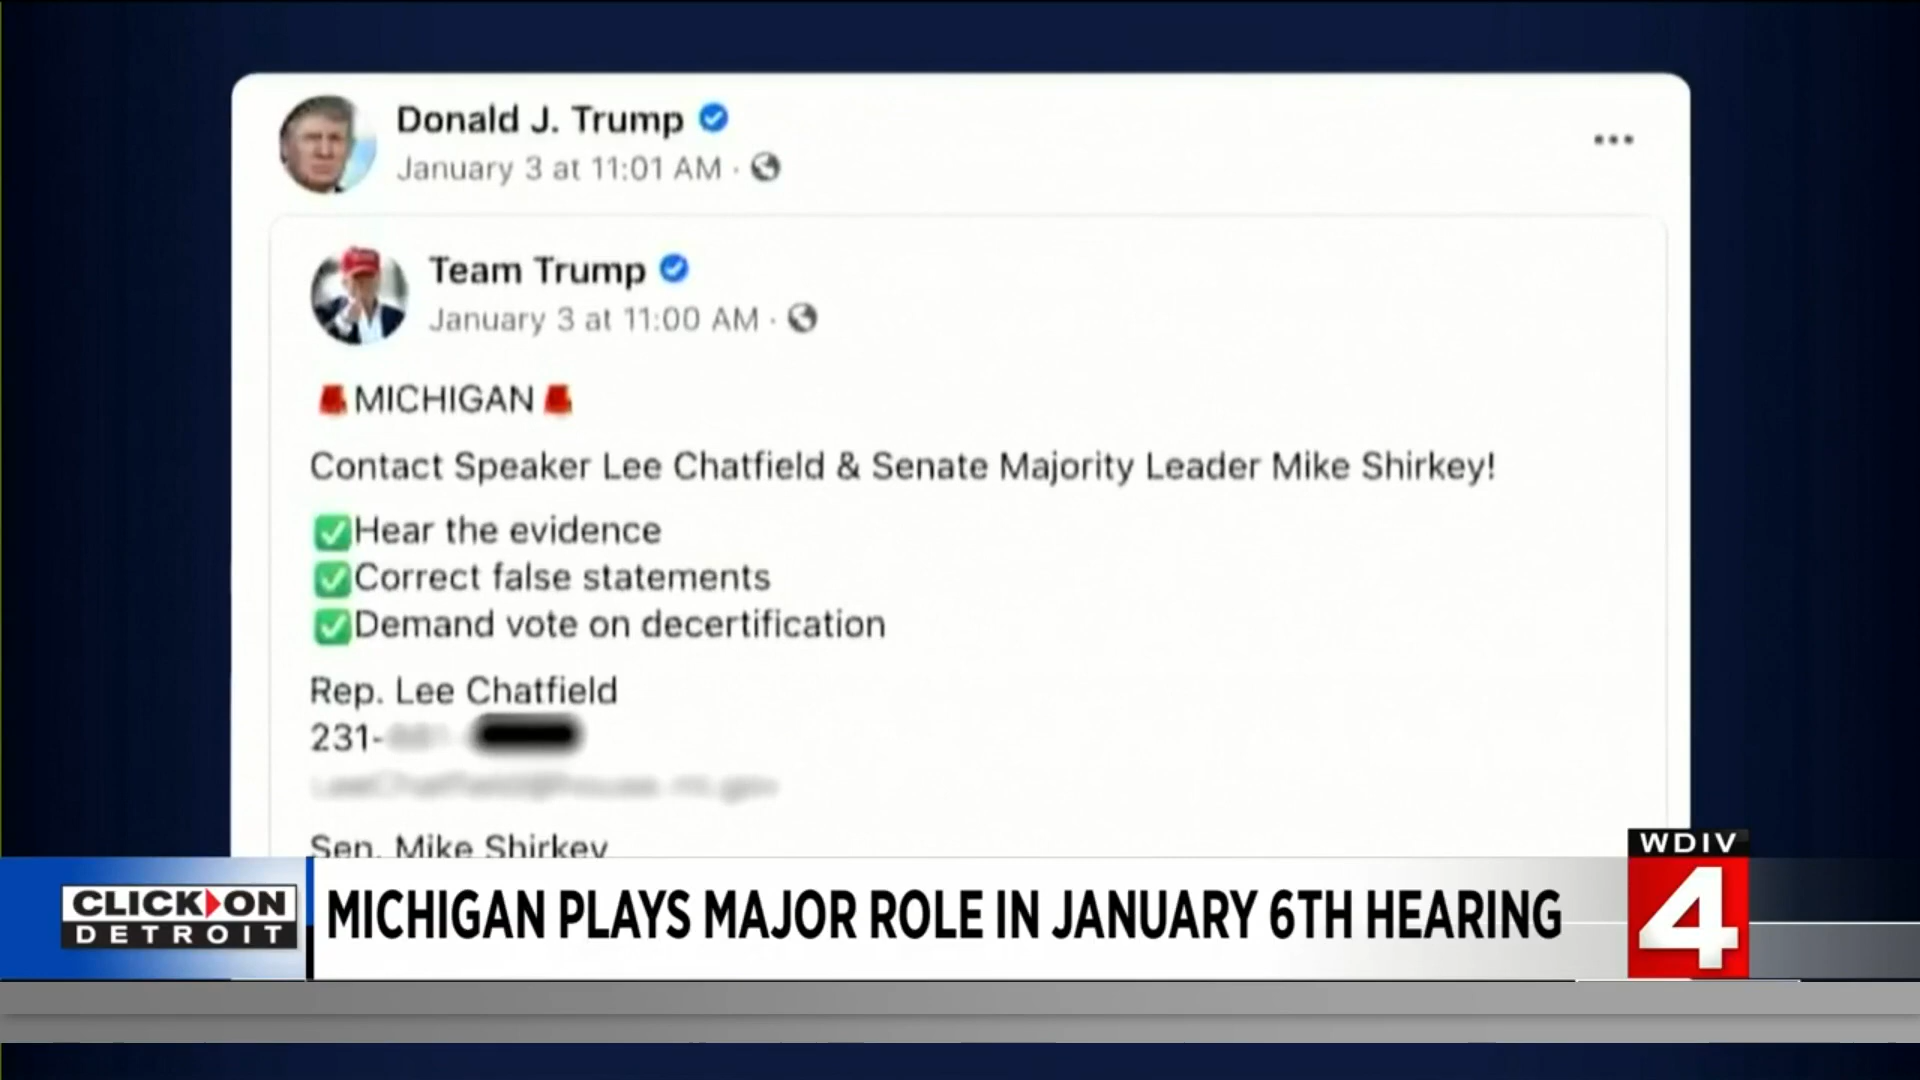 Donald J. Trump
January 3 at 11:01 AM ·
Team Trump
January 3 at 11:00 AM ·
MICHIGAN
Contact Speaker Lee Chatfield & Senate Majority Leader Mike Shirkey!
Hear the evidence
Correct false statements
Demand vote on decertification
Rep. Lee Chatfield
231-
Sen. Mike Shirkey
CLICK ON
DETROIT
MICHIGAN PLAYS MAJOR ROLE IN JANUARY 6TH HEARING
WDIV
4